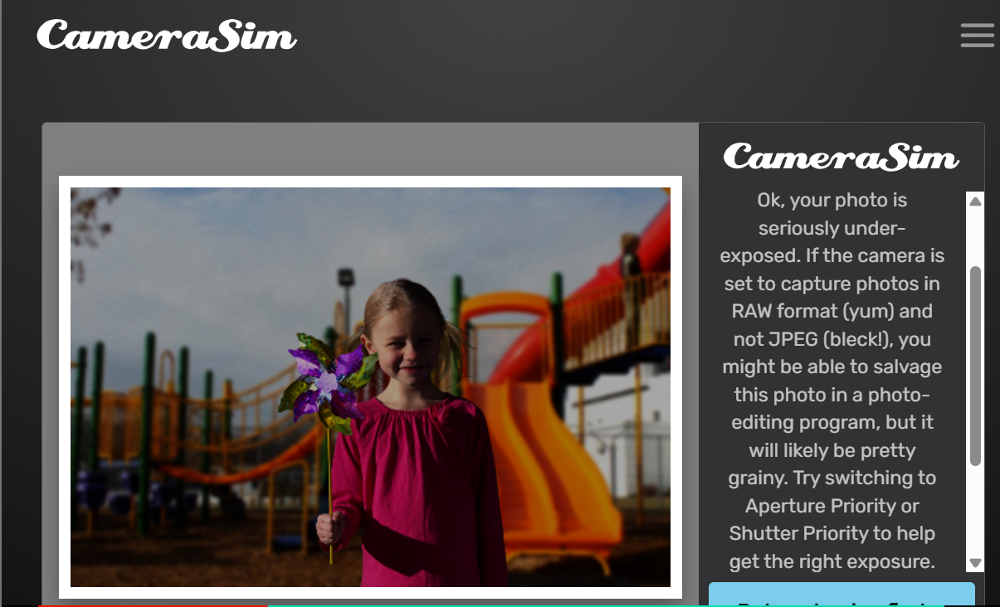 CameraSim
CameraSim
Ok, your photo is
seriously under-
exposed. If the camera is
set to capture photos in
RAW format (yum) and
not JPEG (bleck!), you
might be able to salvage
this photo in a photo-
editing program, but it
will likely be pretty
grainy. Try switching to
Aperture Priority or
Shutter Priority to help
get the right exposure.